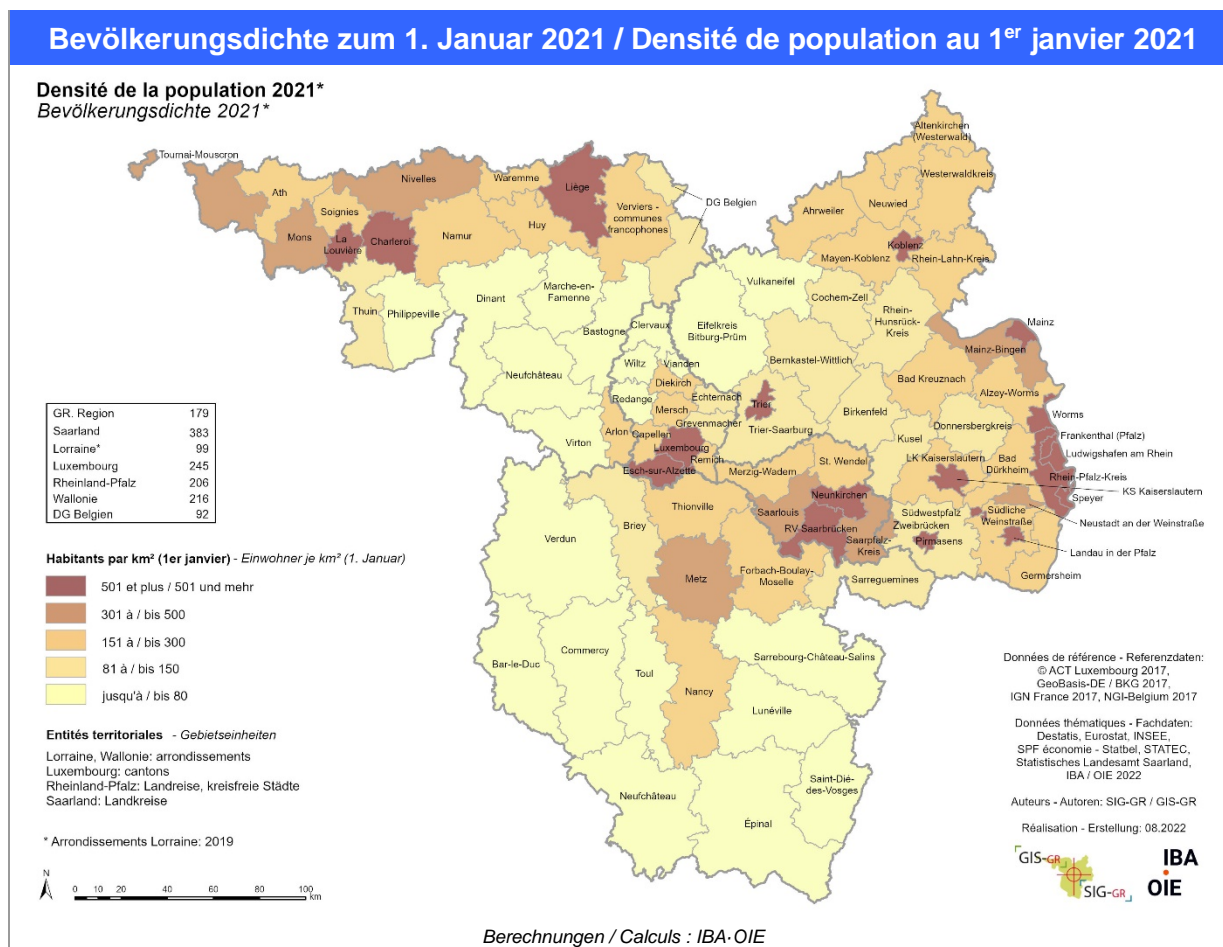 Bevölkerungsdichte zum 1. Januar 2021 / Densité de population au 1er janvier 2021
Densité de la population 2021*
Bevölkerungsdichte 2021*
Tournai-Mouscron
Ath
Nivelles
Soignies
Mons
La
Louvière
Charleroi
Namur
Waremme
Huy
Liège
Verviers -
communes
francophones
DG Belgien
Thuin
Philippeville
Dinant
Marche-en-
Famenne
Bastogne
Neufchâteau
Virton
Arlon
Clervaux
Wiltz
Vianden
Diekirch
Redange
Mersch
Echternach
Grevenmacher
Capellen
Luxembourg
Remich
Esch-sur-Alzette
Altenkirchen
(Westerwald)
Westerwaldkreis
Neuwied
Ahrweiler
Koblenz
Mayen-Koblenz
Rhein-Lahn-Kreis
Vulkaneifel
Cochem-Zell
Eifelkreis
Bitburg-Prüm
Rhein-
Hunsrück-
Kreis
Bernkastel-Wittlich
Mainz
Mainz-Bingen
Bad Kreuznach
Alzey-Worms
Trier
Trier-Saarburg
Birkenfeld
Kusel
Donnersbergkreis
Worms
Frankenthal (Pfalz)
Ludwigshafen am Rhein
Rhein-Pfalz-Kreis
Speyer
LK Kaiserslautern
Bad
Dürkheim
KS Kaiserslautern
Neustadt an der Weinstraße
Südliche
Weinstraße
Landau in der Pfalz
Germersheim
Südwestpfalz
Zweibrücken
Pirmasens
Merzig-Wadern
St. Wendel
Neunkirchen
Saarlouis
RV Saarbrücken
Saarpfalz-
Kreis
Thionville
Briey
Verdun
Metz
Forbach-Boulay-
Moselle
Sarreguemines
Sarrebourg-Château-Salins
Bar-le-Duc
Commercy
Toul
Nancy
Lunéville
Neufchâteau
Épinal
Saint-Dié-
des-Vosges
GR. Region 179
Saarland 383
Lorraine* 99
Luxembourg 245
Rheinland-Pfalz 206
Wallonie 216
DG Belgien 92
Habitants par km² (1er janvier) - Einwohner je km² (1. Januar)
501 et plus / 501 und mehr
301 à / bis 500
151 à / bis 300
81 à / bis 150
jusqu'à / bis 80
Entités territoriales - Gebietseinheiten
Lorraine, Wallonie: arrondissements
Luxembourg: cantons
Rheinland-Pfalz: Landreise, kreisfreie Städte
Saarland: Landkreise
* Arrondissements Lorraine: 2019
N
0 10 20 40 60 80 100
km
Données de référence - Referenzdaten:
© ACT Luxembourg 2017,
GeoBasis-DE / BKG 2017,
IGN France 2017, NGI-Belgium 2017
Données thématiques - Fachdaten:
Destatis, Eurostat, INSEE,
SPF économie - Statbel, STATEC,
Statistisches Landesamt Saarland,
IBA / OIE 2022
Auteurs - Autoren: SIG-GR / GIS-GR
Réalisation - Erstellung: 08.2022
GIS-GR
SIG-GR
IBA
OIE
Berechnungen / Calculs : IBA·OIE